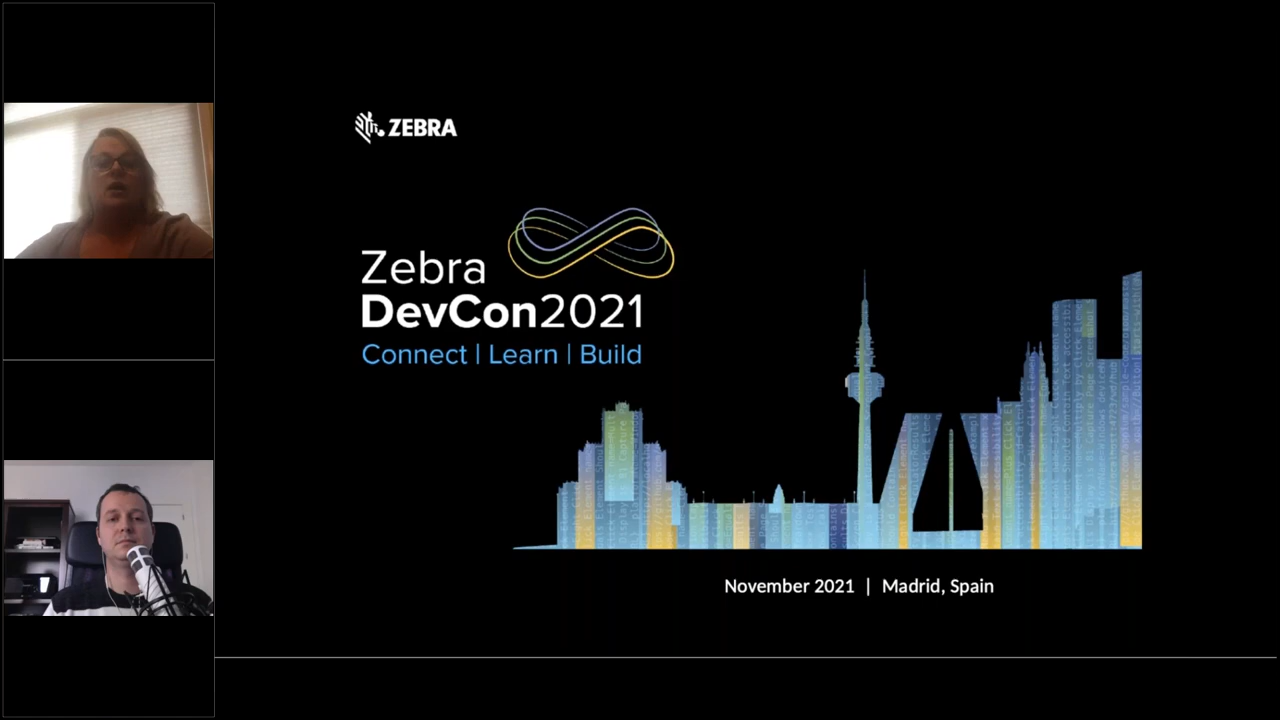 ZEBRA
Zebra
DevCon2021
Connect | Learn | Build
November 2021 | Madrid, Spain